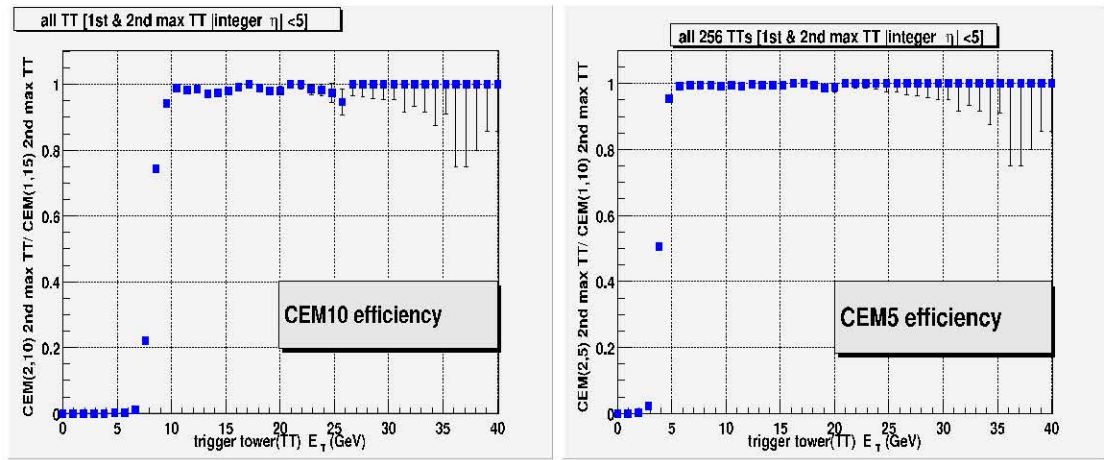 all TT [1st & 2nd max TT |integer η| <5]
CEM(2,10) 2nd max TT/ CEM(1,15) 2nd max TT
1
0.8
0.6
0.4
0.2
0
CEM10 efficiency
0 5 10 15 20 25 30 35 40
trigger tower(TT) E_T (GeV)
all 256 TTs [1st & 2nd max TT |integer η| <5]
CEM(2,5) 2nd max TT/ CEM(1,10) 2nd max TT
1
0.8
0.6
0.4
0.2
0
CEM5 efficiency
0 5 10 15 20 25 30 35 40
trigger tower(TT) E_T (GeV)